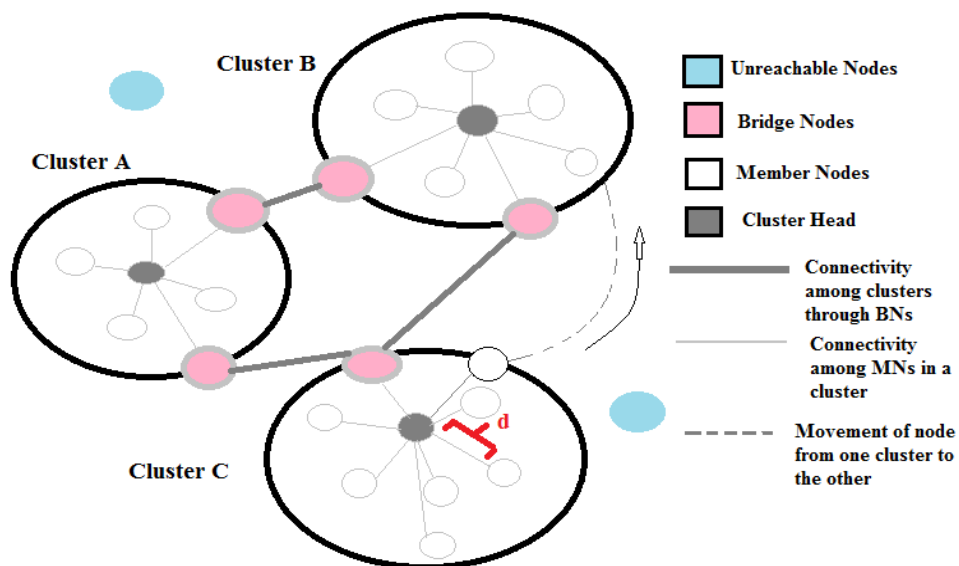 Cluster B
Unreachable Nodes
Bridge Nodes
Cluster A
Member Nodes
Cluster Head
Connectivity
among clusters
through BNs
Connectivity
among MNs in a
cluster
d
Movement of node
from one cluster to
the other
Cluster C